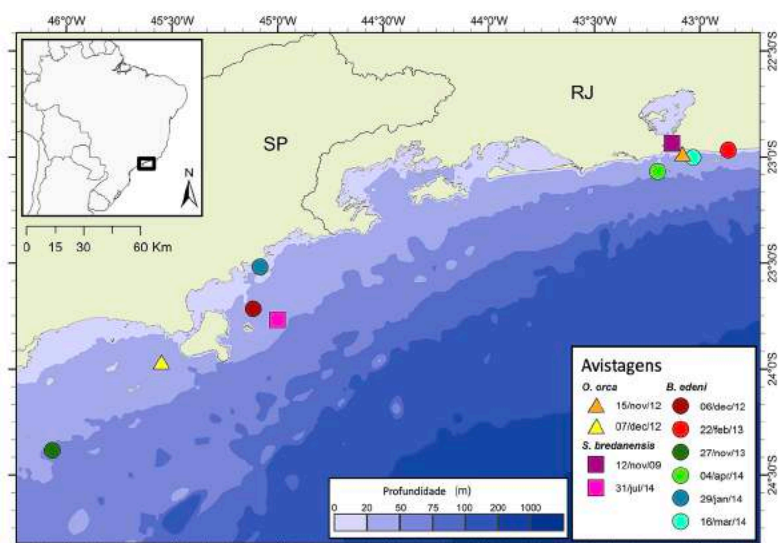 46°0'W 45°30'W 45°0'W 44°30'W 44°0'W 43°30'W 43°0'W
22°30'S
23°0'S
23°30'S
24°0'S
24°30'S
RJ
SP
N
0 15 30 60 Km
Avistagens
O. orca
15/nov/12
07/dec/12
S. bredanensis
12/nov/09
31/jul/14
B. edeni
06/dec/12
22/feb/13
27/nov/13
04/apr/14
29/jan/14
16/mar/14
Profundidade (m)
0 20 50 75 100 200 1000